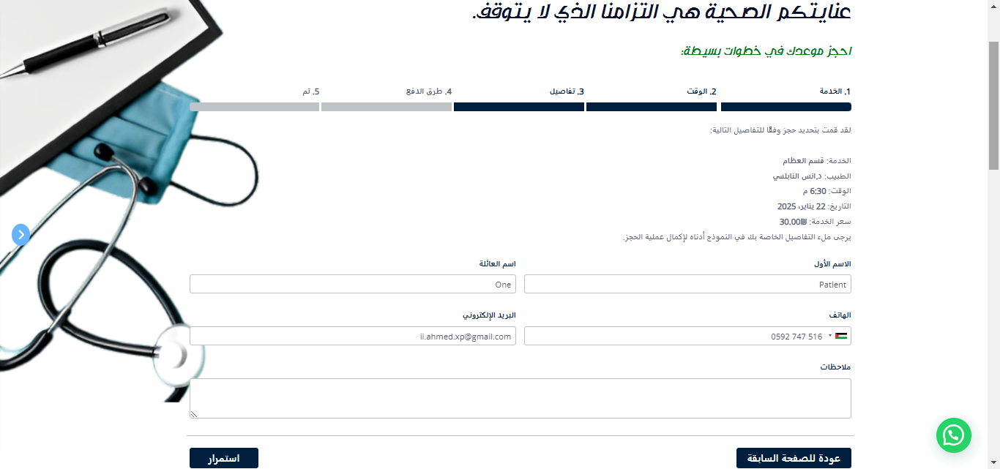 عنايتكم الصحية هي التزامنا الذي لا يتوقف.
احجز موعدك في خطوات بسيطة:
1. الخدمة
2. الوقت
3. تفاصيل
4. طرق الدفع
5. تم
لقد قمت بتحديد حجز وفقًا للتفاصيل التالية:
الخدمة: قسم العظام
الطبيب: د.انس النابلسي
الوقت: 6:30 م
التاريخ: 22 يناير، 2025
سعر الخدمة: ₪30.00
يرجى ملء التفاصيل الخاصة بك في النموذج أدناه لإكمال عملية الحجز.
الاسم الأول
اسم العائلة
Patient
One
الهاتف
البريد الإلكتروني
0592 747 516
ii.ahmed.xp@gmail.com
ملاحظات
عودة للصفحة السابقة
استمرار